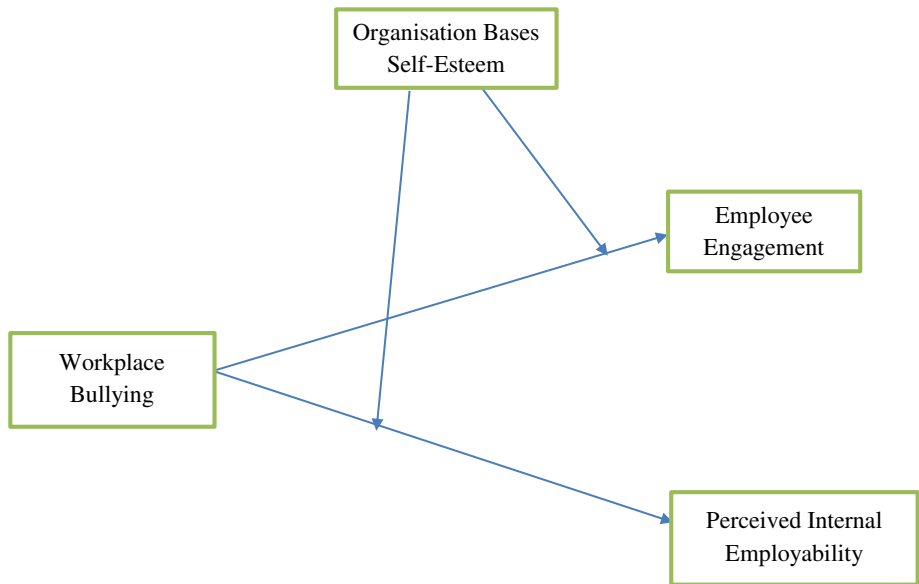 Organisation Bases
Self-Esteem
Employee
Engagement
Workplace
Bullying
Perceived Internal
Employability